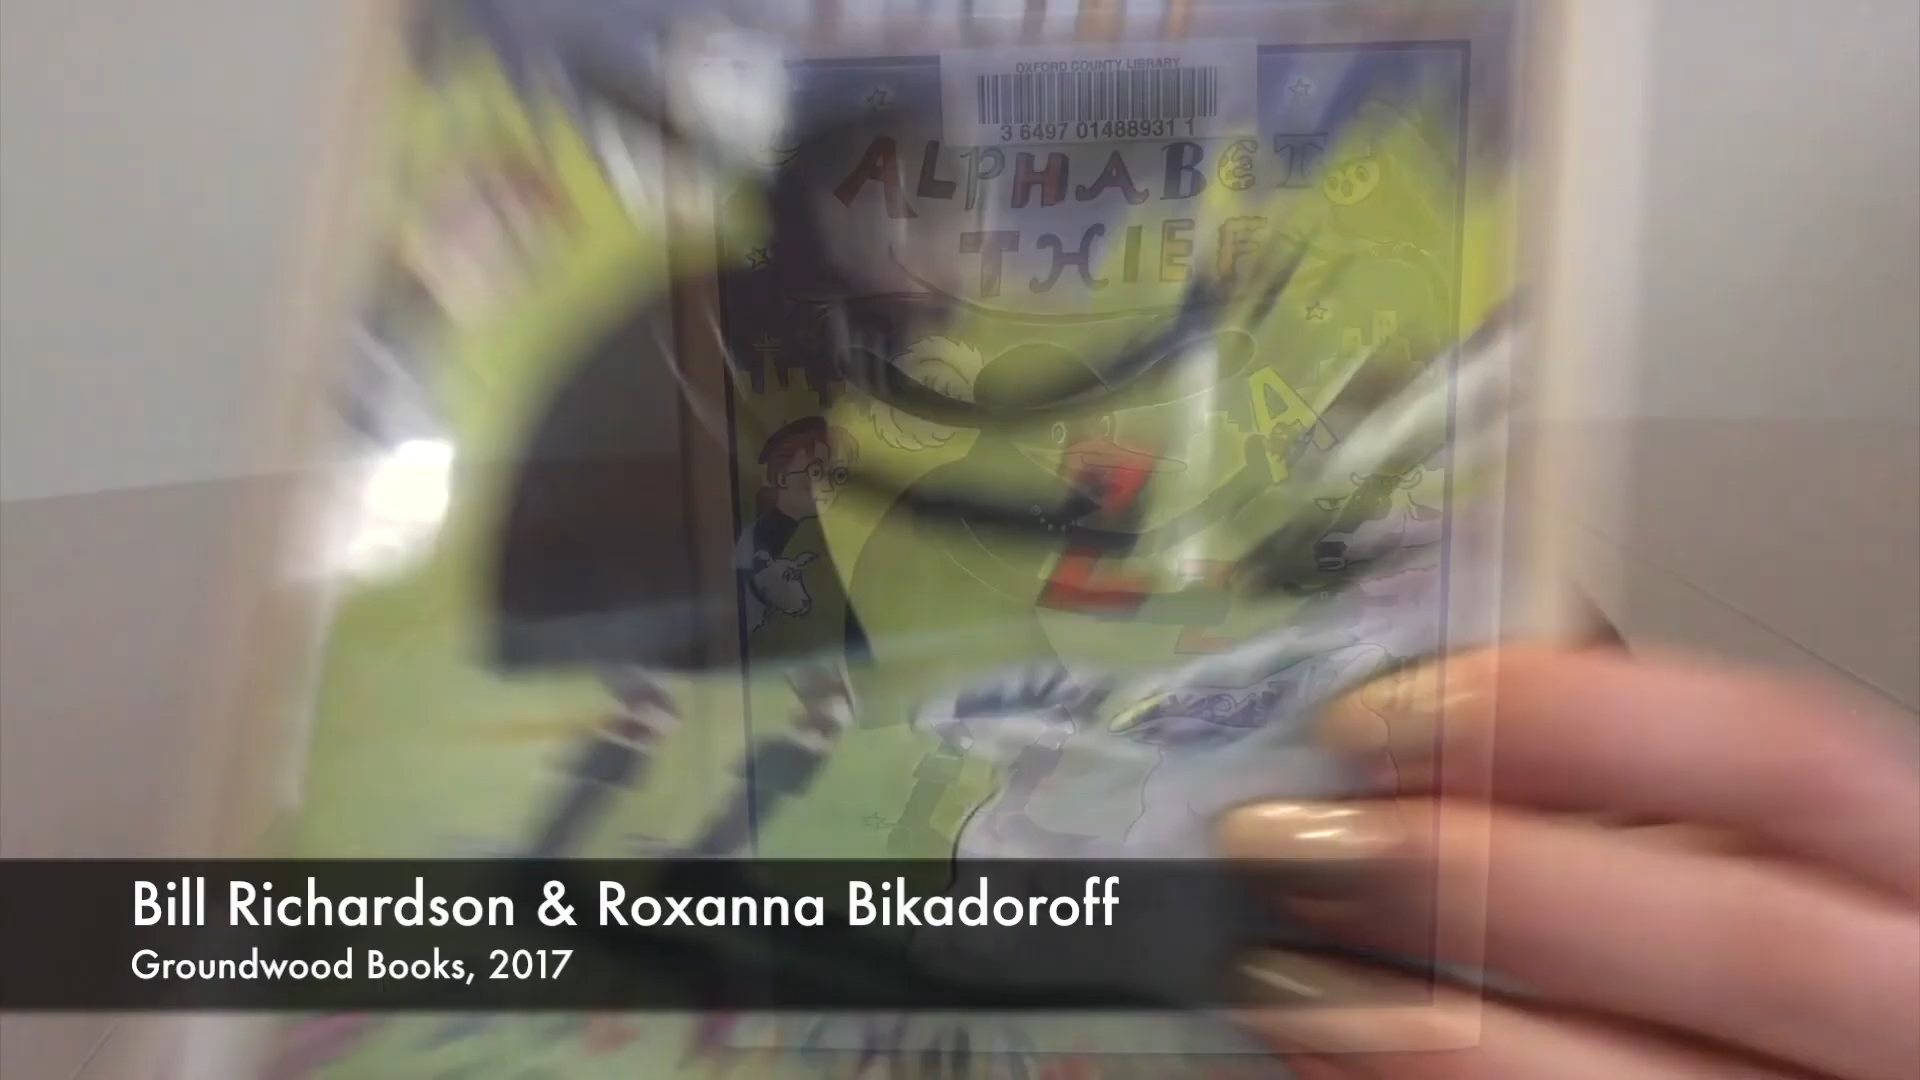 OXFORD COUNTY LIBRARY
3 6497 01488931 1
ALPHABET
THIEF
A
Z
Bill Richardson & Roxanna Bikadoroff
Groundwood Books, 2017